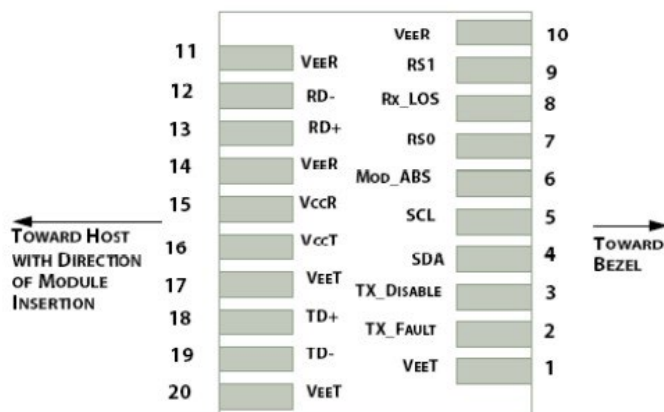 11 VEER
12 RD-
13 RD+
14 VEER
15 VccR
16 VccT
17 VEET
18 TD+
19 TD-
20 VEET
VEER 10
RS1 9
Rx_LOS 8
RS0 7
MOD_ABS 6
SCL 5
SDA 4
TX_DISABLE 3
TX_FAULT 2
VEET 1
TOWARD HOST
WITH DIRECTION
OF MODULE
INSERTION
TOWARD
BEZEL